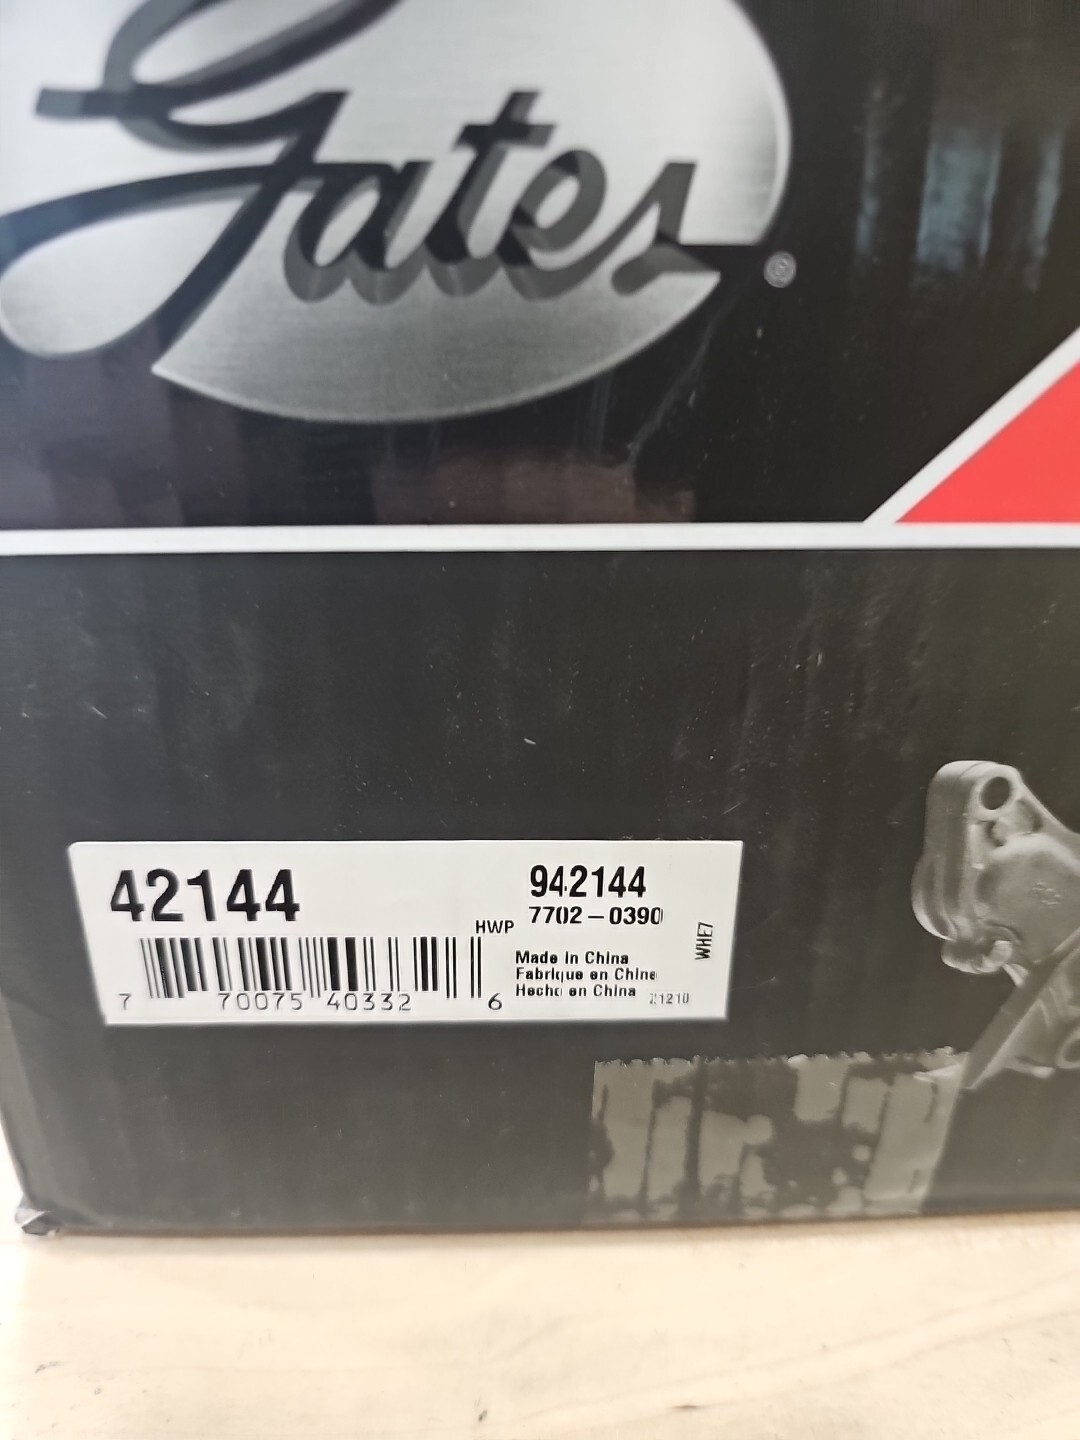 Gates®
42144
942144
HWP 7702-0390
WHE7
Made in China
Fabrique en Chine
Hecho en China
21210
7 70075 40332 6